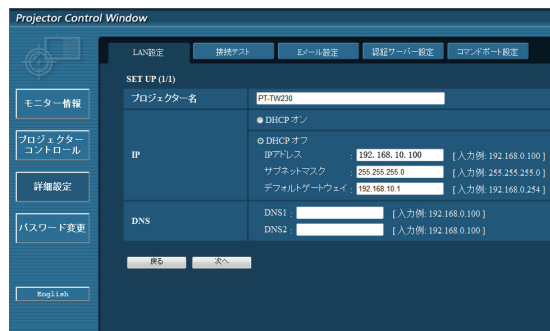 Projector Control Window
LAN設定 接続テスト Eメール設定 認証サーバー設定 コマンドポート設定
SET UP (1/1)
モニター情報
プロジェクター名 PT-TW230
プロジェクター
コントロール
DHCP オン
IP
DHCP オフ
IPアドレス : 192.168.10.100 [入力例: 192.168.0.100 ]
サブネットマスク : 255.255.255.0 [入力例: 255.255.255.0 ]
デフォルトゲートウェイ : 192.168.10.1 [入力例: 192.168.0.254 ]
詳細設定
パスワード変更
DNS
DNS1 : [入力例: 192.168.0.100 ]
DNS2 : [入力例: 192.168.0.100 ]
戻る 次へ
English